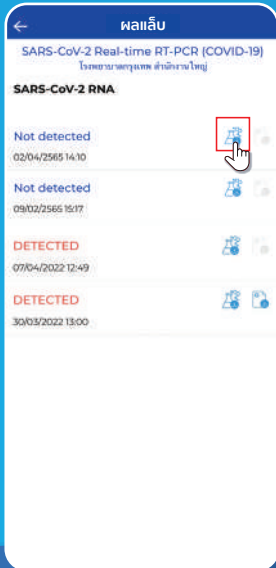 ผลแล็บ
SARS-CoV-2 Real-time RT-PCR (COVID-19)
โรงพยาบาลกรุงเทพ สำนักงานใหญ่
SARS-CoV-2 RNA
Not detected
02/04/2565 14:10
Not detected
09/02/2565 15:17
DETECTED
07/04/2022 12:49
DETECTED
30/03/2022 13:00